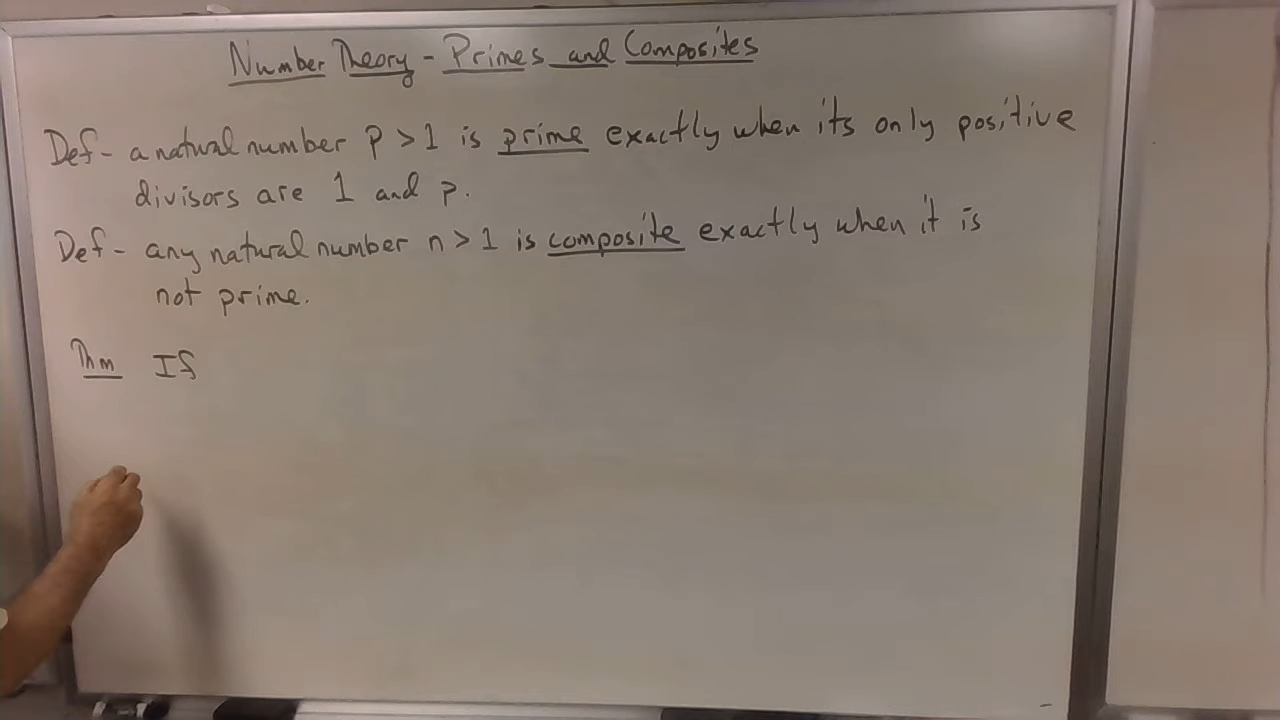 Number Theory - Primes and Composites
Def - a natural number p > 1 is prime exactly when its only positive
divisors are 1 and p.
Def - any natural number n > 1 is composite exactly when it is
not prime.
Thm If